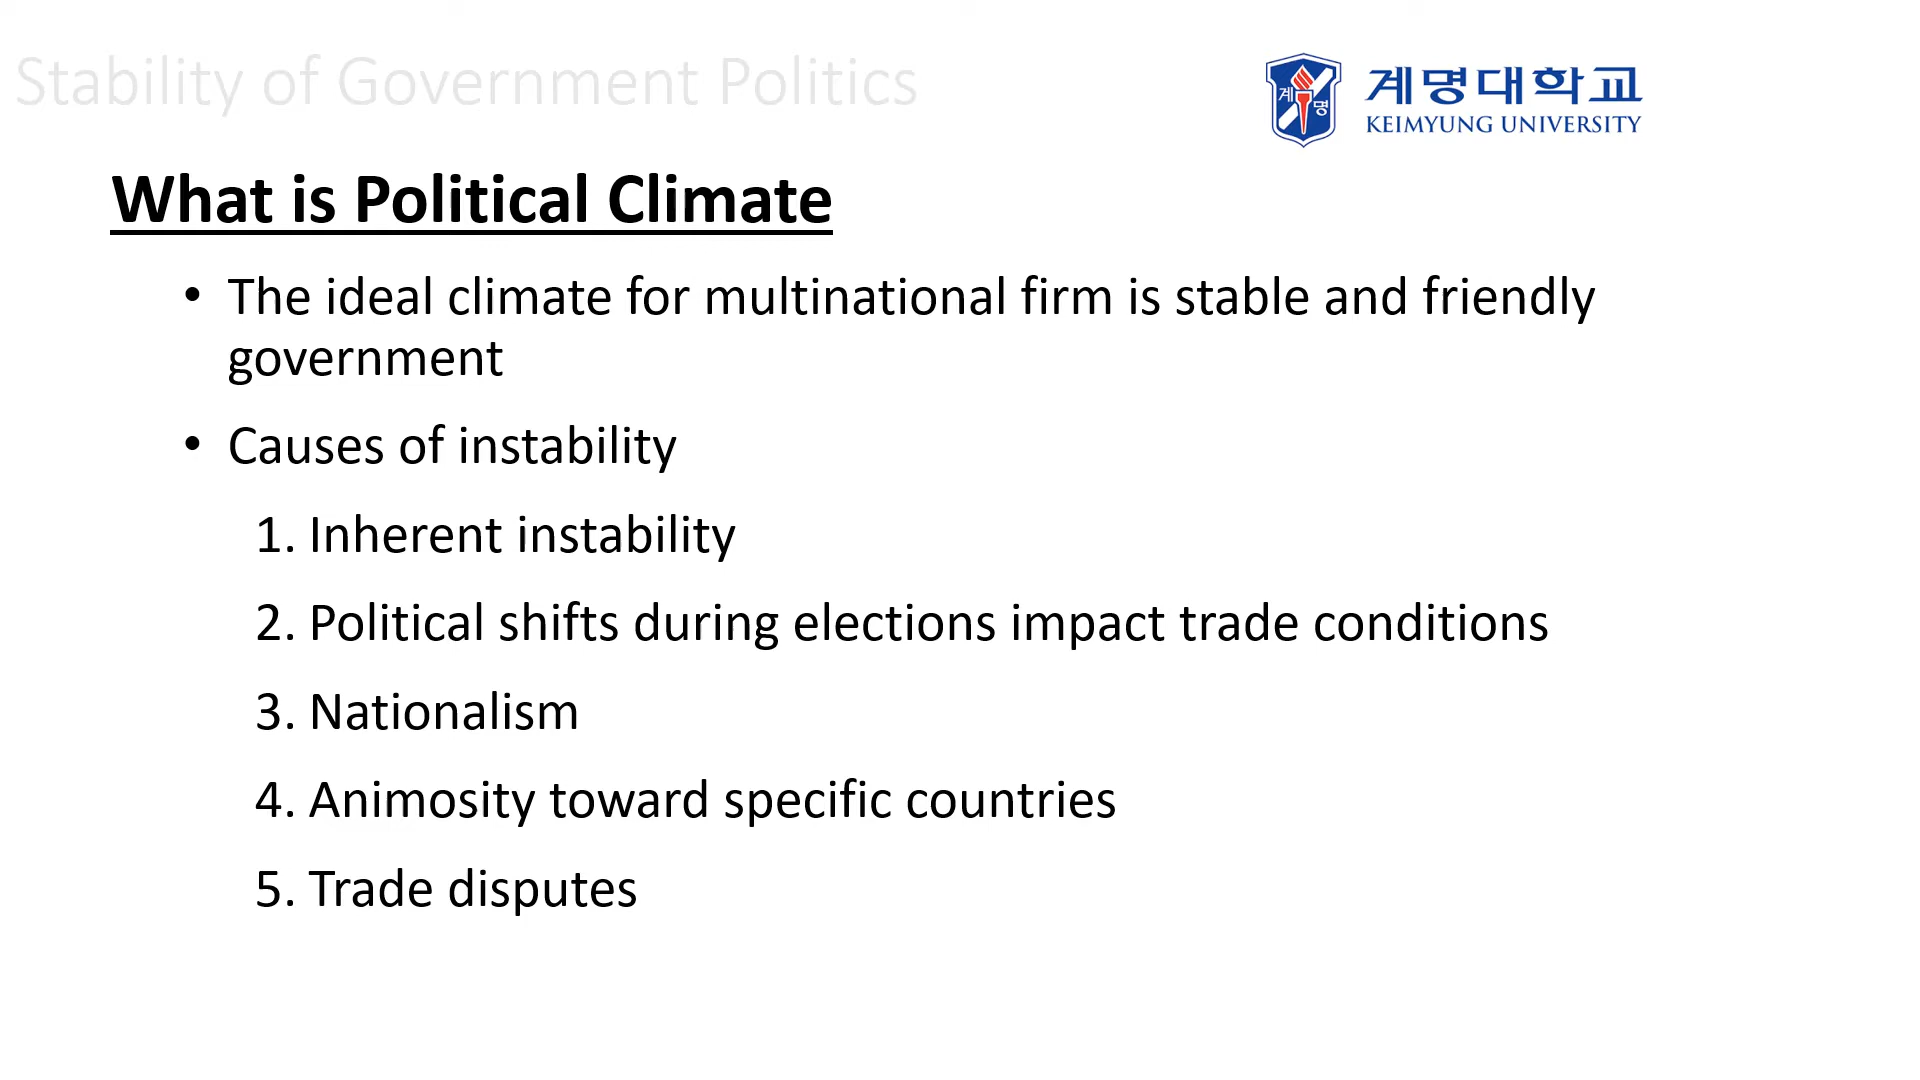 Stability of Government Politics
계명
계명대학교
KEIMYUNG UNIVERSITY
What is Political Climate
• The ideal climate for multinational firm is stable and friendly
government
• Causes of instability
1. Inherent instability
2. Political shifts during elections impact trade conditions
3. Nationalism
4. Animosity toward specific countries
5. Trade disputes